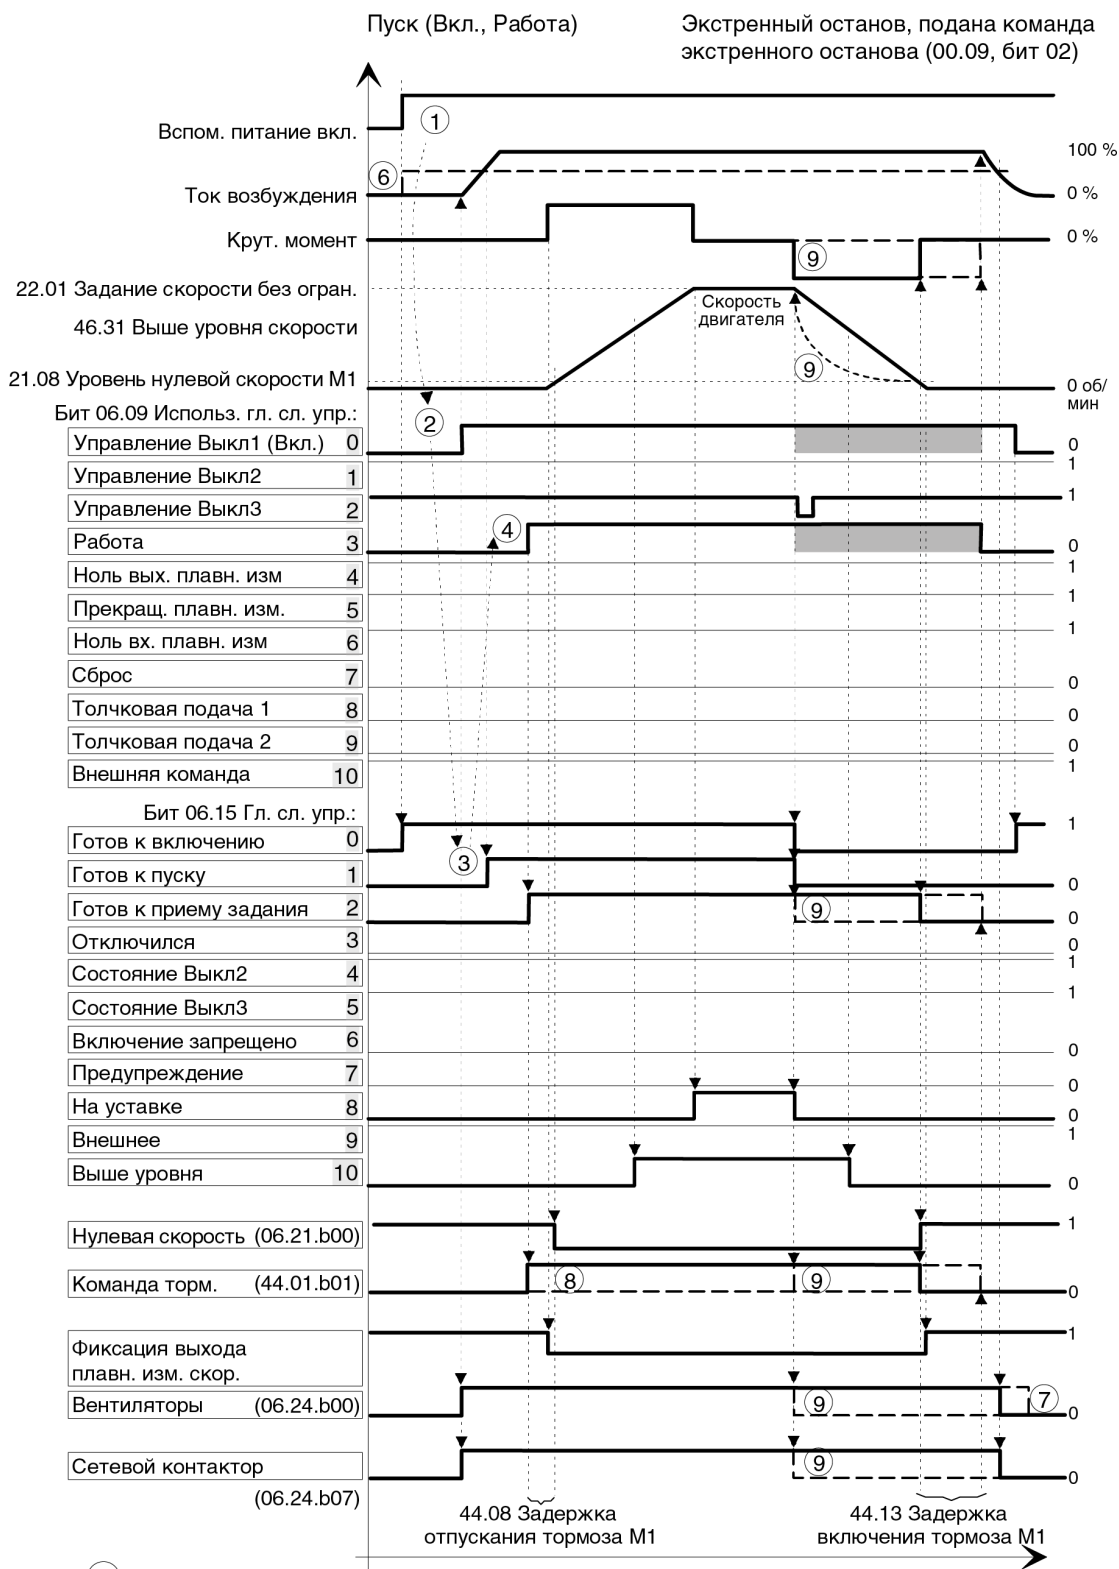 Пуск (Вкл., Работа)
Экстренный останов, подана команда
экстренного останова (00.09, бит 02)
Вспом. питание вкл.
1
100 %
6
Ток возбуждения
0 %
Крут. момент
0 %
9
22.01 Задание скорости без огран.
Скорость
двигателя
46.31 Выше уровня скорости
9
21.08 Уровень нулевой скорости М1
0 об/
мин
Бит 06.09 Использ. гл. сл. упр.:
2
Управление Выкл1 (Вкл.) 0
0
1
Управление Выкл2 1
1
Управление Выкл3 2
4
Работа 3
0
1
Ноль вых. плавн. изм 4
1
Прекращ. плавн. изм. 5
1
Ноль вх. плавн. изм 6
Сброс 7
0
Толчковая подача 1 8
0
Толчковая подача 2 9
0
1
Внешняя команда 10
Бит 06.15 Гл. сл. упр.:
1
Готов к включению 0
3
Готов к пуску 1
0
Готов к приему задания 2
9
0
Отключился 3
0
1
Состояние Выкл2 4
1
Состояние Выкл3 5
Включение запрещено 6
0
Предупреждение 7
0
На уставке 8
0
1
Внешнее 9
Выше уровня 10
0
Нулевая скорость (06.21.b00)
1
Команда торм. (44.01.b01)
8
9
0
1
Фиксация выхода
плавн. изм. скор.
Вентиляторы (06.24.b00)
9
7
0
Сетевой контактор
9
0
(06.24.b07)
44.08 Задержка
отпускания тормоза М1
44.13 Задержка
включения тормоза М1